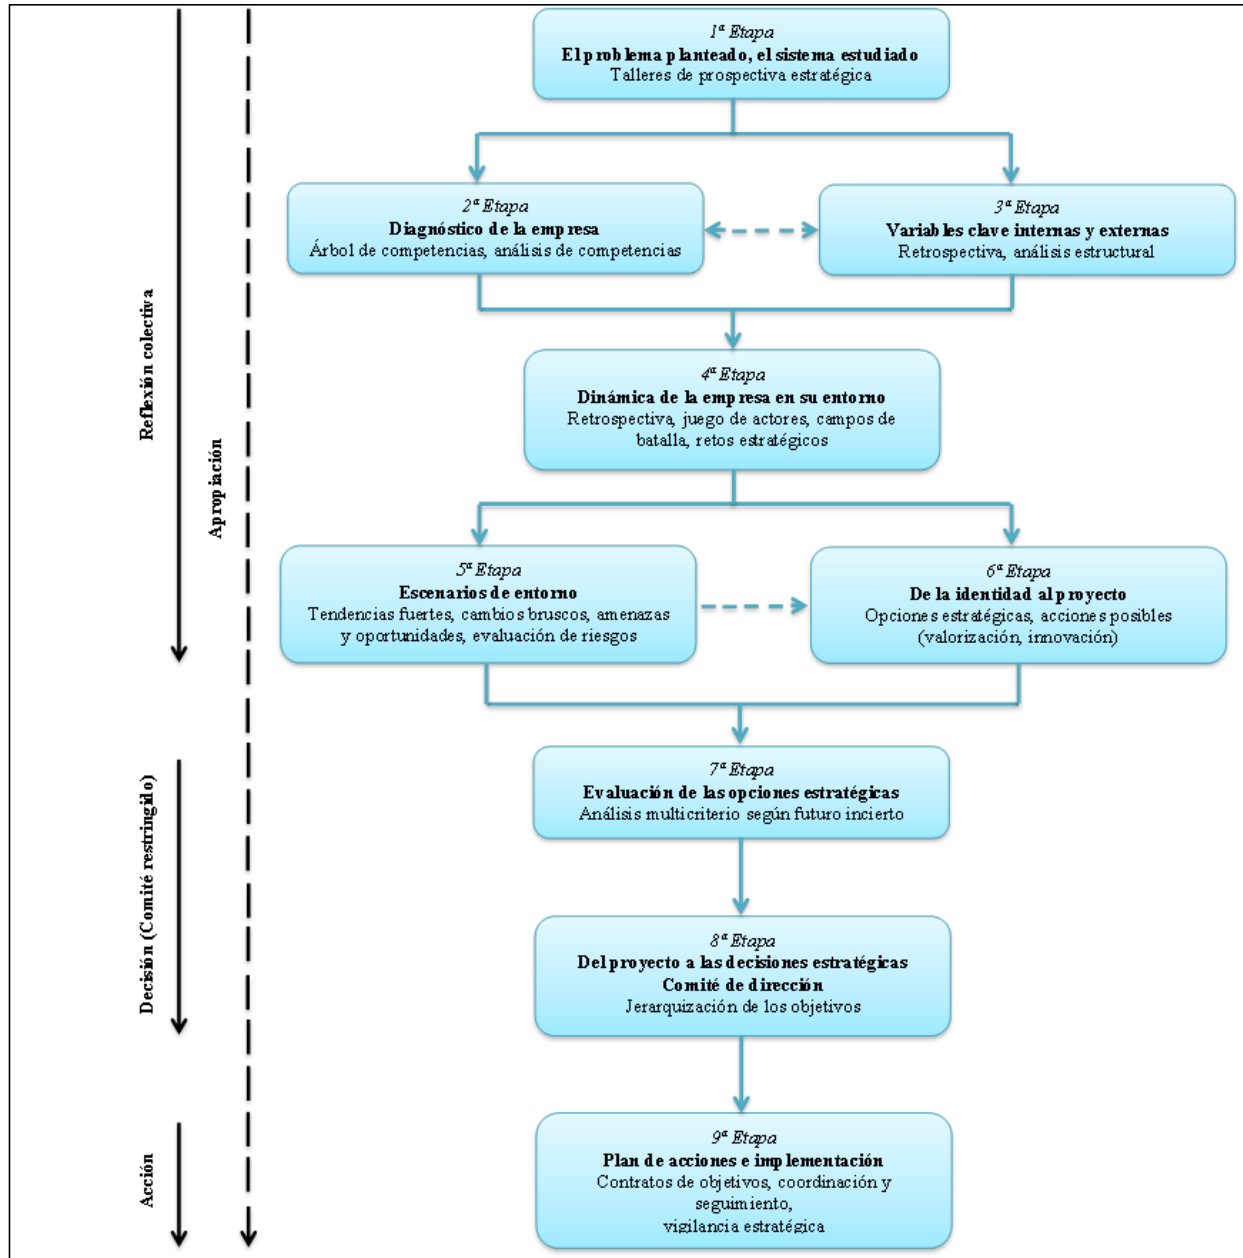 1ª Etapa
El problema planteado, el sistema estudiado
Talleres de prospectiva estratégica
2ª Etapa
Diagnóstico de la empresa
Árbol de competencias, análisis de competencias
3ª Etapa
Variables clave internas y externas
Retrospectiva, análisis estructural
4ª Etapa
Dinámica de la empresa en su entorno
Retrospectiva, juego de actores, campos de
batalla, retos estratégicos
5ª Etapa
Escenarios de entorno
Tendencias fuertes, cambios bruscos, amenazas
y oportunidades, evaluación de riesgos
6ª Etapa
De la identidad al proyecto
Opciones estratégicas, acciones posibles
(valorización, innovación)
7ª Etapa
Evaluación de las opciones estratégicas
Análisis multicriterio según futuro incierto
8ª Etapa
Del proyecto a las decisiones estratégicas
Comité de dirección
Jerarquización de los objetivos
9ª Etapa
Plan de acciones e implementación
Contratos de objetivos, coordinación y
seguimiento,
vigilancia estratégica
Reflexión colectiva
Apropiación
Decisión (Comité restringido)
Acción